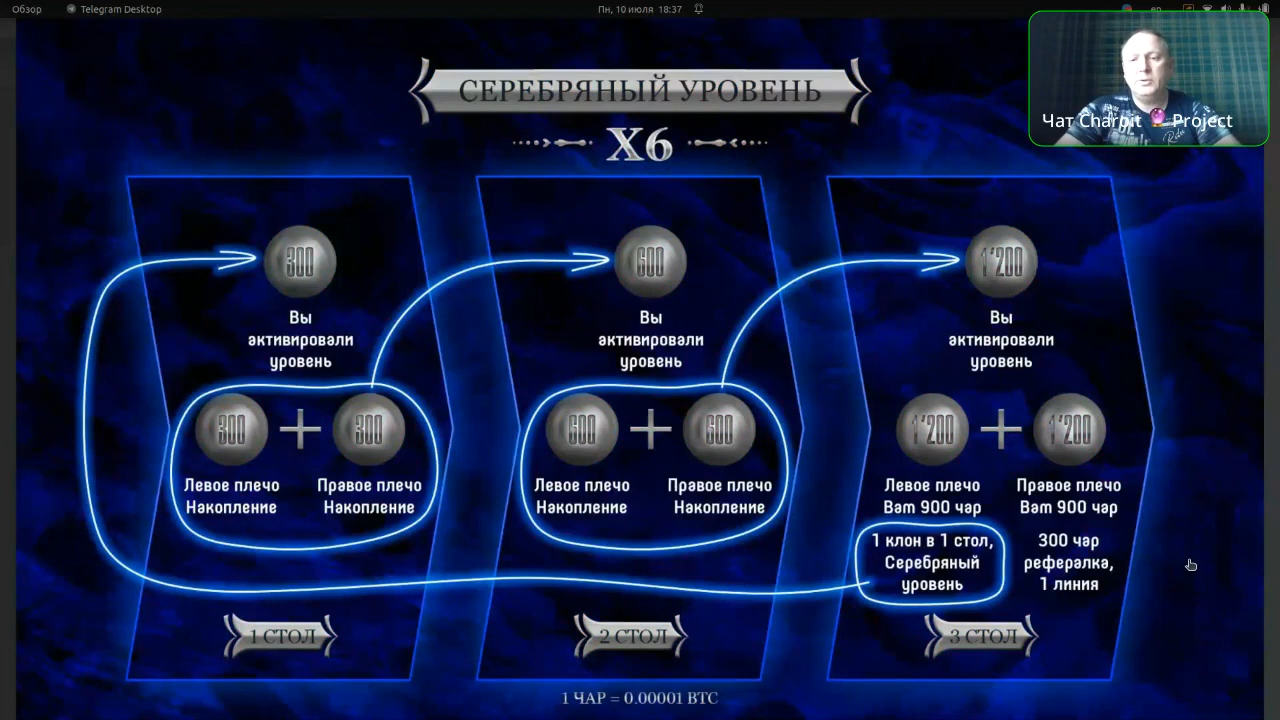 Обзор
Telegram Desktop
Пн, 10 июля 18:37
en
Чат Charpit Project
СЕРЕБРЯНЫЙ УРОВЕНЬ
X6
300
Вы
активировали
уровень
300
300
Левое плечо
Накопление
Правое плечо
Накопление
1 СТОЛ
600
Вы
активировали
уровень
600
600
Левое плечо
Накопление
Правое плечо
Накопление
2 СТОЛ
1'200
Вы
активировали
уровень
1'200
1'200
Левое плечо
Вам 900 чар
1 клон в 1 стол,
Серебряный
уровень
Правое плечо
Вам 900 чар
300 чар
рефералка,
1 линия
3 СТОЛ
1 ЧАР = 0.00001 BTC